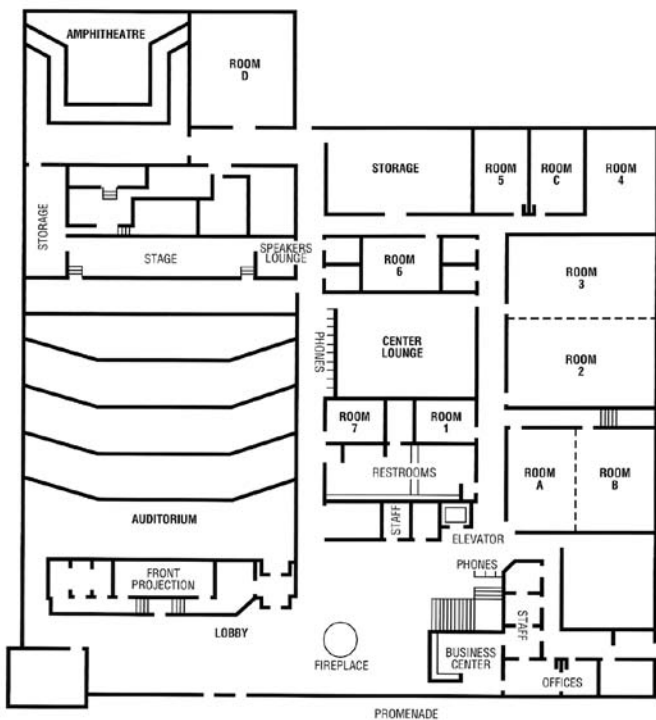 AMPHITHEATRE
ROOM
D
STORAGE
ROOM
5
ROOM
C
ROOM
4
STORAGE
STAGE
SPEAKERS
LOUNGE
ROOM
6
ROOM
3
PHONES
CENTER
LOUNGE
ROOM
2
ROOM
7
ROOM
1
RESTROOMS
ROOM
A
ROOM
B
AUDITORIUM
STAFF
ELEVATOR
PHONES
FRONT
PROJECTION
STAFF
LOBBY
FIREPLACE
BUSINESS
CENTER
OFFICES
PROMENADE